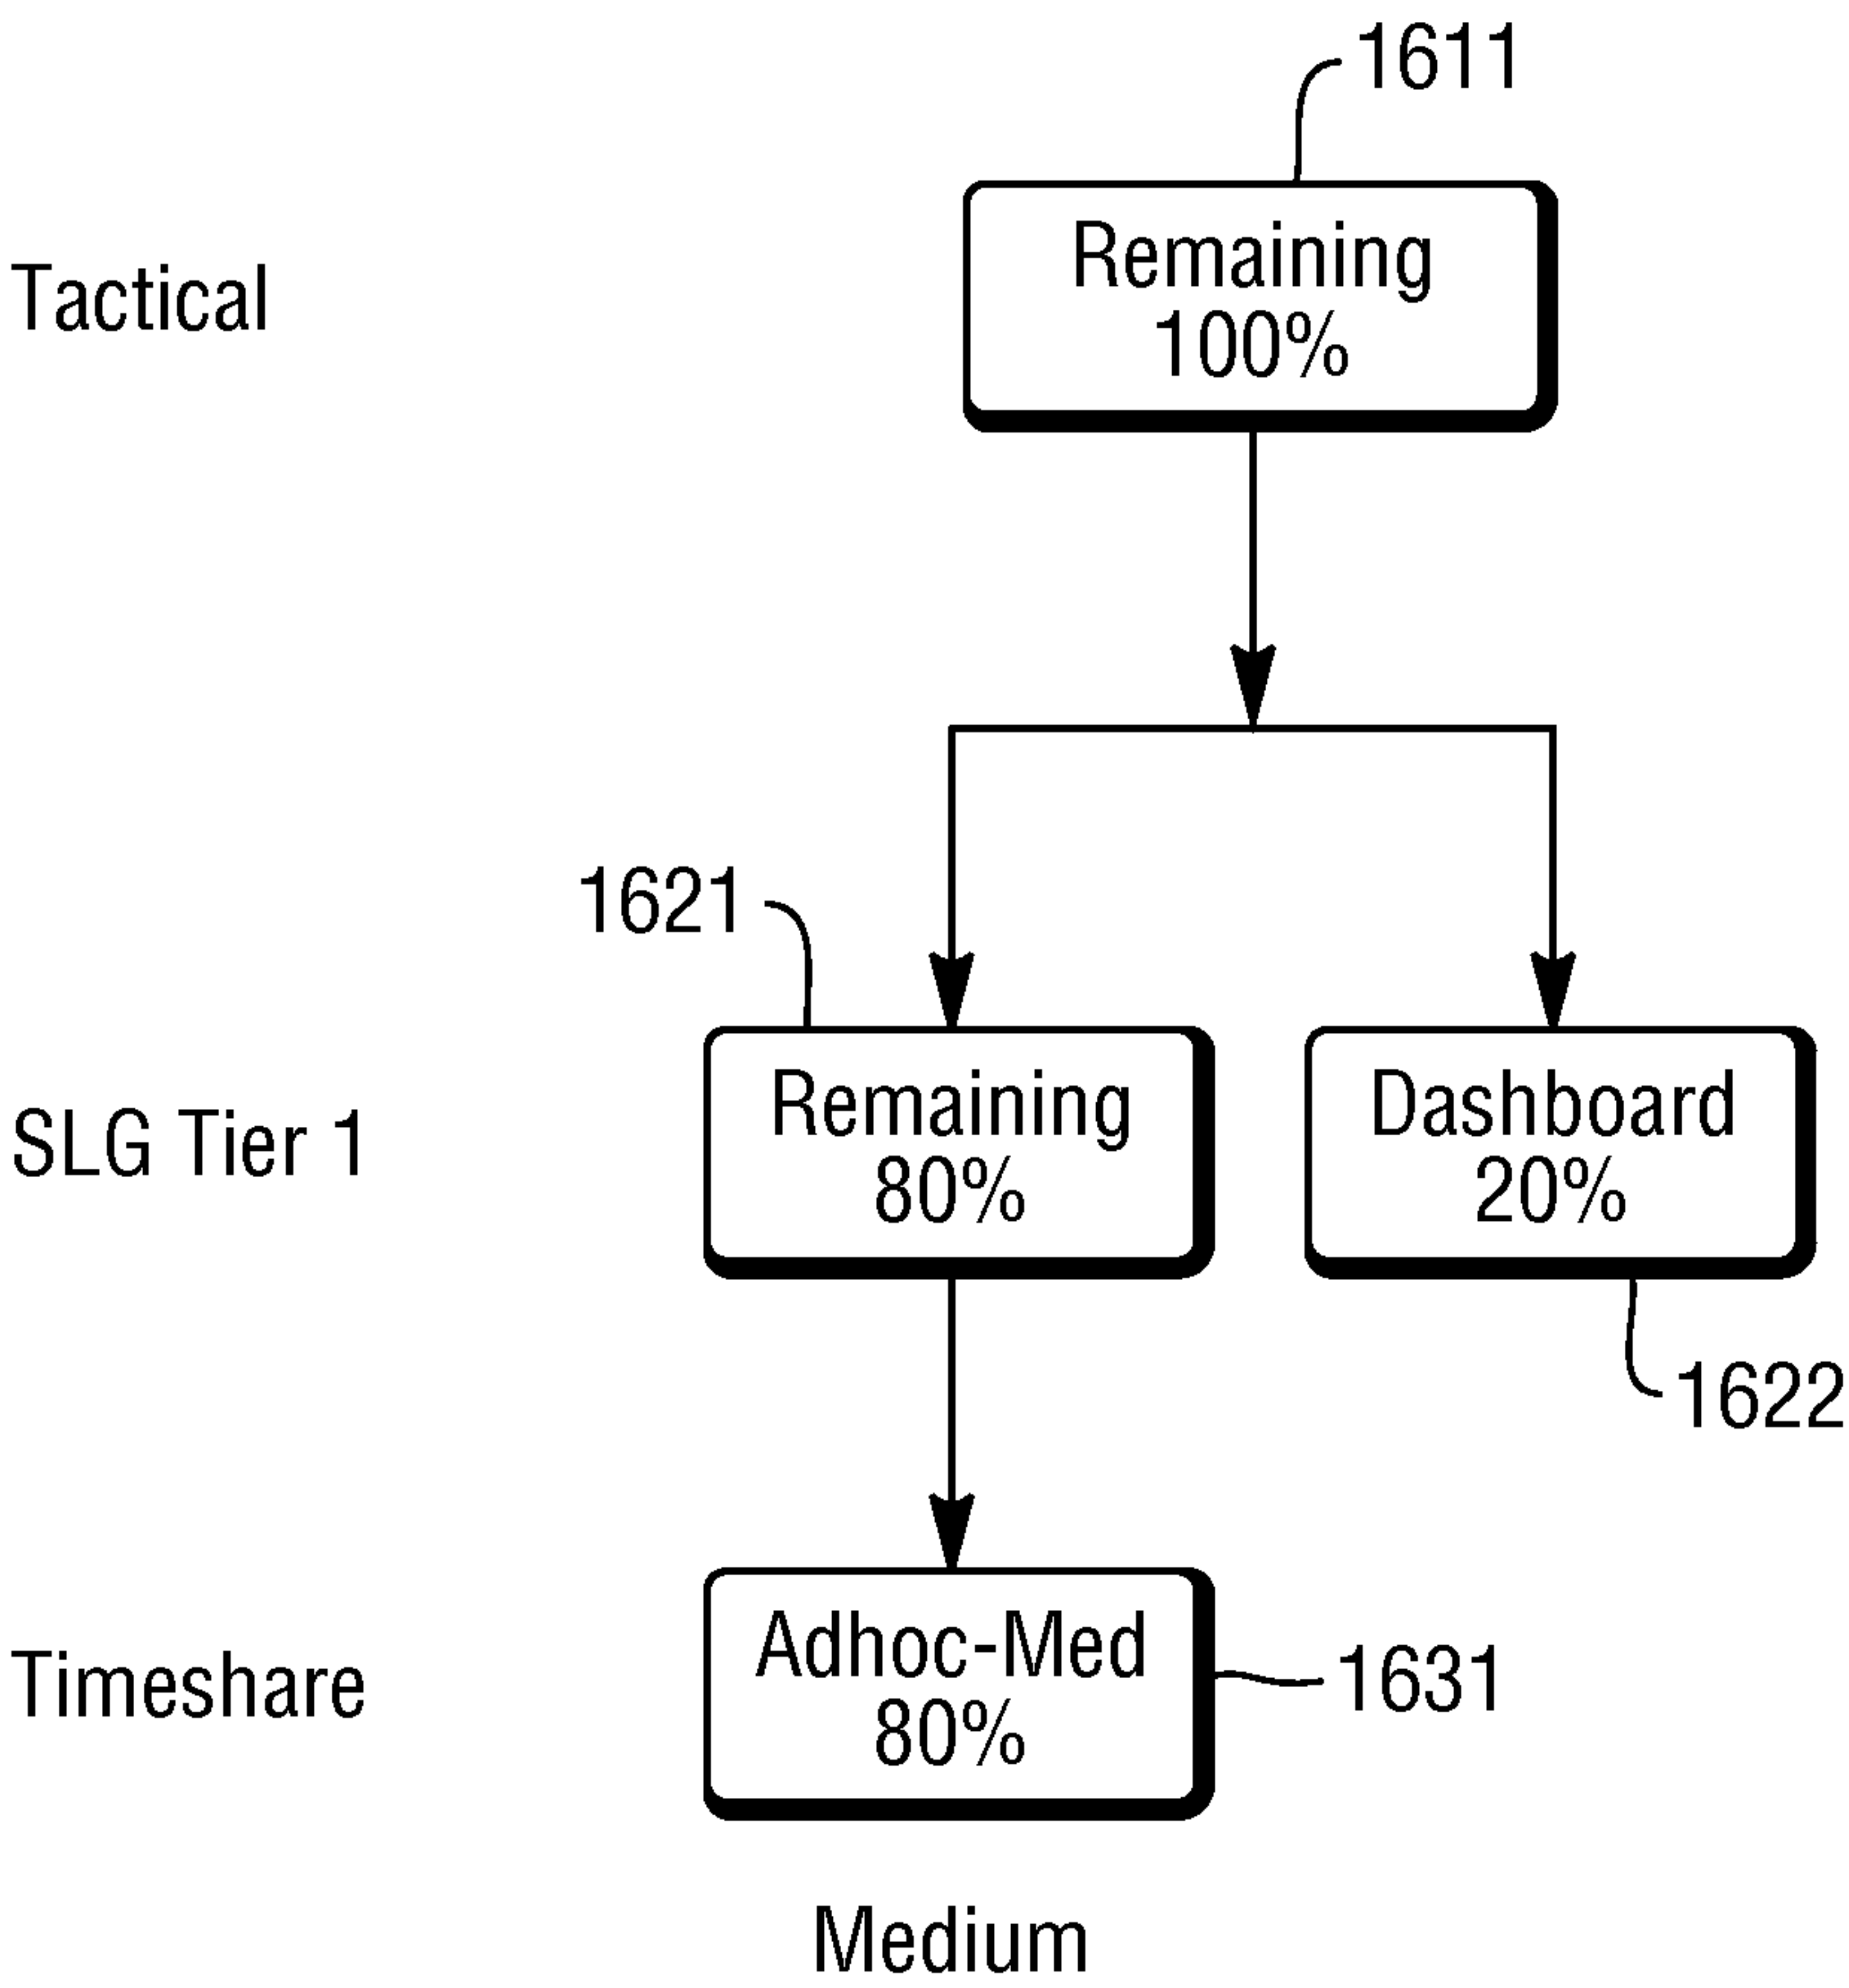 1611
Remaining
100%
Tactical
1621
Remaining
80%
Dashboard
20%
SLG Tier 1
1622
Adhoc-Med
80%
1631
Timeshare
Medium